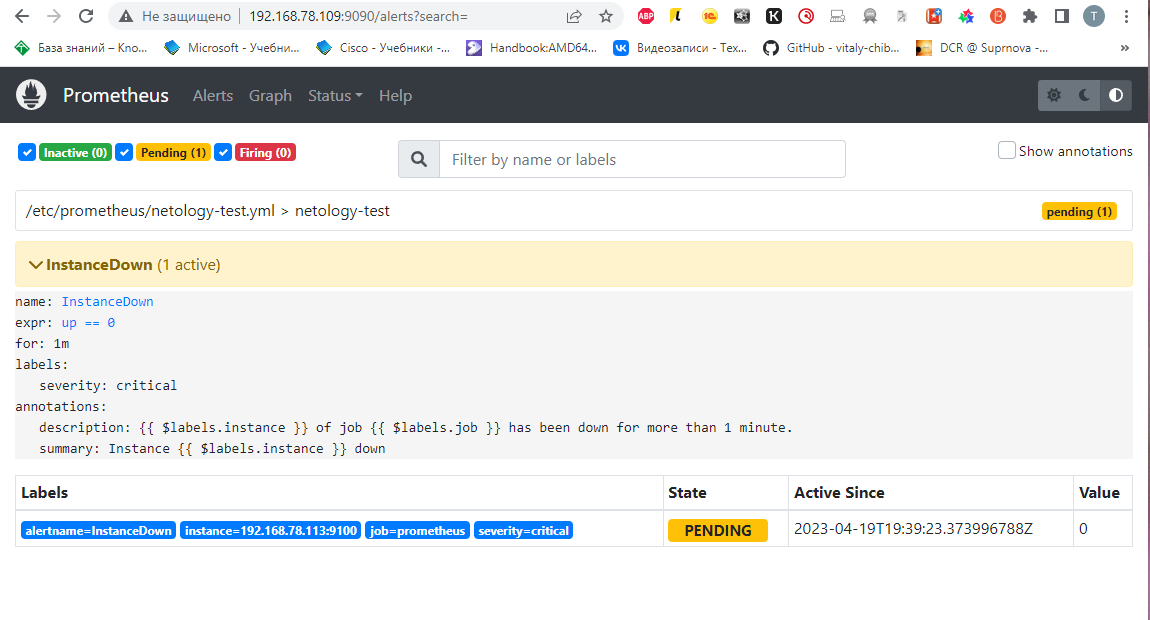 Не защищено 192.168.78.109:9090/alerts?search=
База знаний – Kno... Microsoft - Учебни... Cisco - Учебники -... Handbook:AMD64... Видеозаписи - Тех... GitHub - vitaly-chib... DCR @ Suprnova -... »
Prometheus Alerts Graph Status Help
Inactive (0) Pending (1) Firing (0) Filter by name or labels Show annotations
/etc/prometheus/netology-test.yml > netology-test pending (1)
InstanceDown (1 active)
name: InstanceDown
expr: up == 0
for: 1m
labels:
severity: critical
annotations:
description: {{ $labels.instance }} of job {{ $labels.job }} has been down for more than 1 minute.
summary: Instance {{ $labels.instance }} down
Labels State Active Since Value
alertname=InstanceDown instance=192.168.78.113:9100 job=prometheus severity=critical PENDING 2023-04-19T19:39:23.373996788Z 0